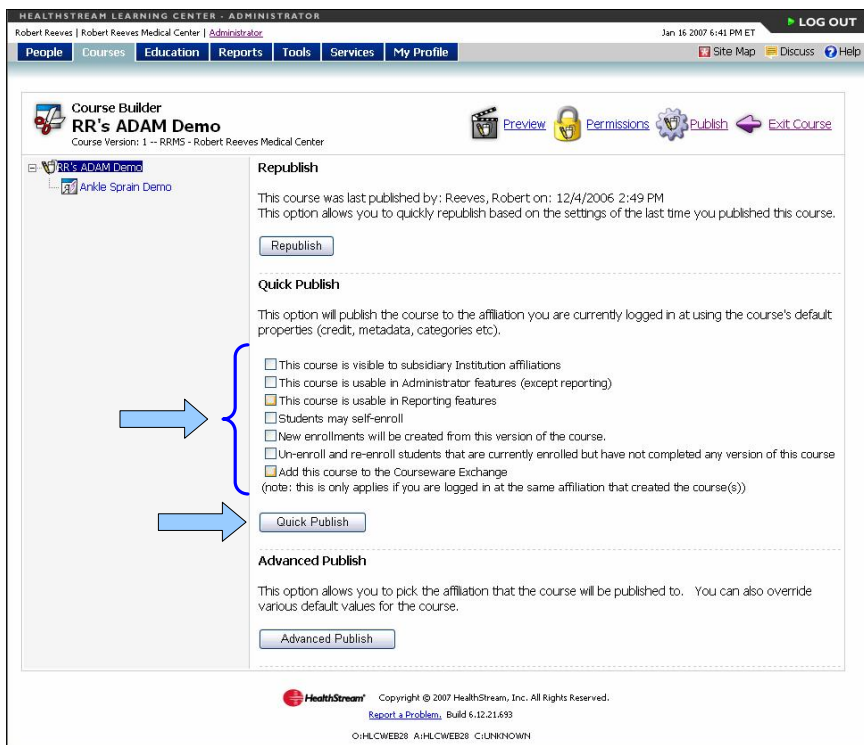 HEALTHSTREAM LEARNING CENTER - ADMINISTRATOR
Robert Reeves | Robert Reeves Medical Center | Administrator
Jan 16 2007 6:41 PM ET
LOG OUT
People Courses Education Reports Tools Services My Profile
Site Map Discuss Help
Course Builder
RR's ADAM Demo
Course Version: 1 -- RRMS - Robert Reeves Medical Center
Preview Permissions Publish Exit Course
RR's ADAM Demo
Ankle Sprain Demo
Republish
This course was last published by: Reeves, Robert on: 12/4/2006 2:49 PM
This option allows you to quickly republish based on the settings of the last time you published this course.
Republish
Quick Publish
This option will publish the course to the affiliation you are currently logged in at using the course's default
properties (credit, metadata, categories etc).
This course is visible to subsidiary Institution affiliations
This course is usable in Administrator features (except reporting)
This course is usable in Reporting features
Students may self-enroll
New enrollments will be created from this version of the course.
Un-enroll and re-enroll students that are currently enrolled but have not completed any version of this course
Add this course to the Courseware Exchange
(note: this is only applies if you are logged in at the same affiliation that created the course(s))
Quick Publish
Advanced Publish
This option allows you to pick the affiliation that the course will be published to. You can also override
various default values for the course.
Advanced Publish
HealthStream Copyright © 2007 HealthStream, Inc. All Rights Reserved.
Report a Problem. Build 6.12.21.693
O:HLCWEB28 A:HLCWEB28 C:UNKNOWN